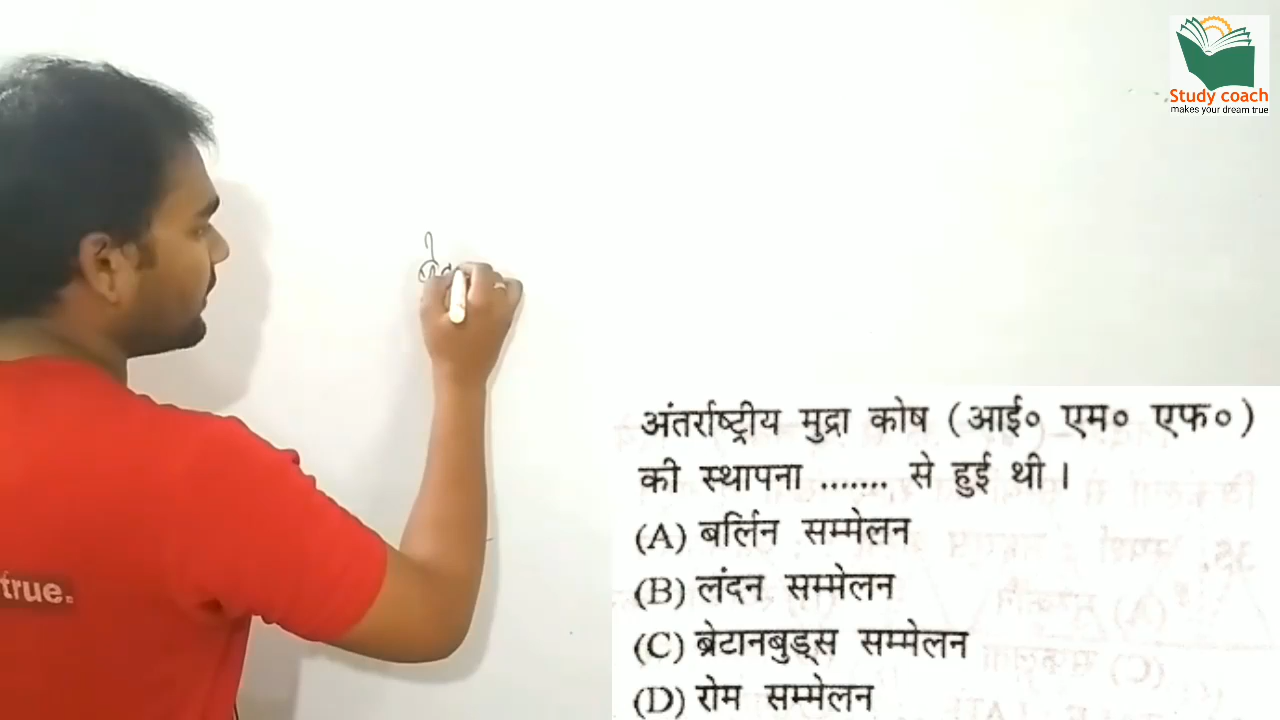 Study coach
makes your dream true
true.
अंतर्राष्ट्रीय मुद्रा कोष (आई० एम० एफ०)
की स्थापना ....... से हुई थी ।
(A) बर्लिन सम्मेलन
(B) लंदन सम्मेलन
(C) ब्रेटानबुड्स सम्मेलन
(D) रोम सम्मेलन